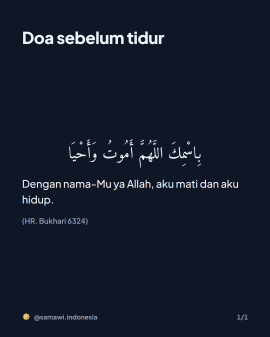 Doa sebelum tidur
بِاسْمِكَ اللَّهُمَّ أَمُوتُ وَأَحْيَا
Dengan nama-Mu ya Allah, aku mati dan aku
hidup.
(HR. Bukhari 6324)
@samawi.indonesia
1/1